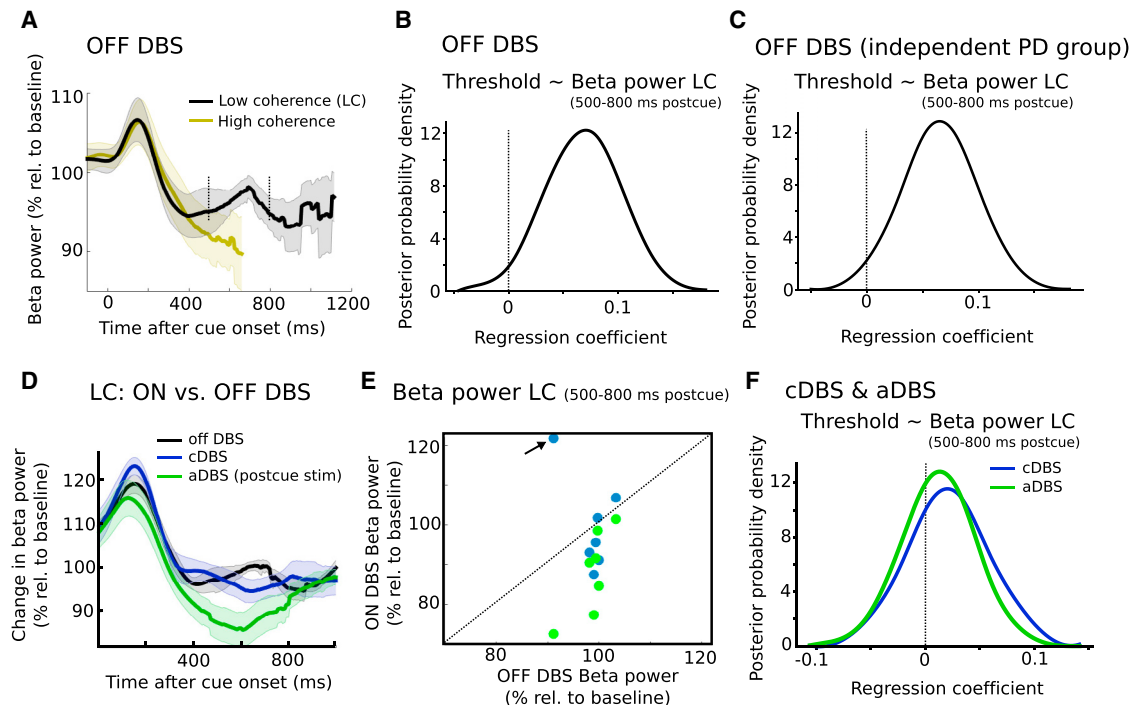 A
OFF DBS
Beta power (% rel. to baseline)
110
100
90
Low coherence (LC)
High coherence
0
400
800
1200
Time after cue onset (ms)
B
OFF DBS
Threshold ~ Beta power LC
(500-800 ms postcue)
Posterior probability density
12
8
4
0
0
0.1
Regression coefficient
C
OFF DBS (independent PD group)
Threshold ~ Beta power LC
(500-800 ms postcue)
Posterior probability density
12
8
4
0
0
0.1
Regression coefficient
D
LC: ON vs. OFF DBS
off DBS
cDBS
aDBS (postcue stim)
Change in beta power
(% rel. to baseline)
120
110
100
90
400
800
Time after cue onset (ms)
E
Beta power LC (500-800 ms postcue)
ON DBS Beta power
(% rel. to baseline)
120
100
80
80
100
120
OFF DBS Beta power
(% rel. to baseline)
F
cDBS & aDBS
Threshold ~ Beta power LC
(500-800 ms postcue)
cDBS
aDBS
Posterior probability density
12
8
4
0
-0.1
0
0.1
Regression coefficient